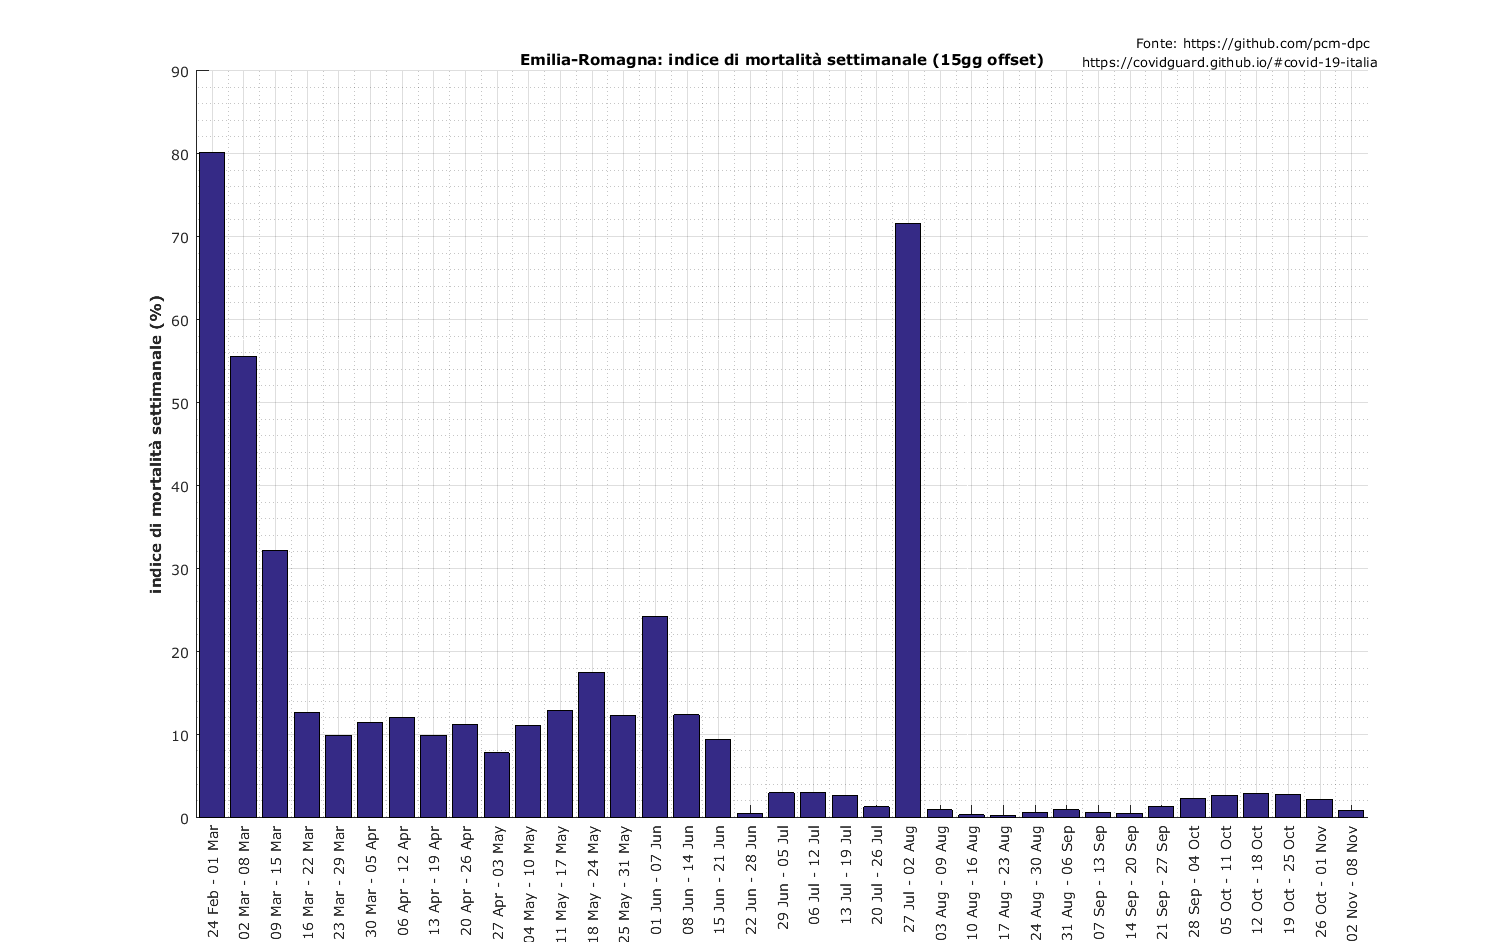 Fonte: https://github.com/pcm-dpc
Emilia-Romagna: indice di mortalità settimanale (15gg offset)
https://covidguard.github.io/#covid-19-italia
indice di mortalità settimanale (%)
90
80
70
60
50
40
30
20
10
0
24 Feb - 01 Mar
02 Mar - 08 Mar
09 Mar - 15 Mar
16 Mar - 22 Mar
23 Mar - 29 Mar
30 Mar - 05 Apr
06 Apr - 12 Apr
13 Apr - 19 Apr
20 Apr - 26 Apr
27 Apr - 03 May
04 May - 10 May
11 May - 17 May
18 May - 24 May
25 May - 31 May
01 Jun - 07 Jun
08 Jun - 14 Jun
15 Jun - 21 Jun
22 Jun - 28 Jun
29 Jun - 05 Jul
06 Jul - 12 Jul
13 Jul - 19 Jul
20 Jul - 26 Jul
27 Jul - 02 Aug
03 Aug - 09 Aug
10 Aug - 16 Aug
17 Aug - 23 Aug
24 Aug - 30 Aug
31 Aug - 06 Sep
07 Sep - 13 Sep
14 Sep - 20 Sep
21 Sep - 27 Sep
28 Sep - 04 Oct
05 Oct - 11 Oct
12 Oct - 18 Oct
19 Oct - 25 Oct
26 Oct - 01 Nov
02 Nov - 08 Nov